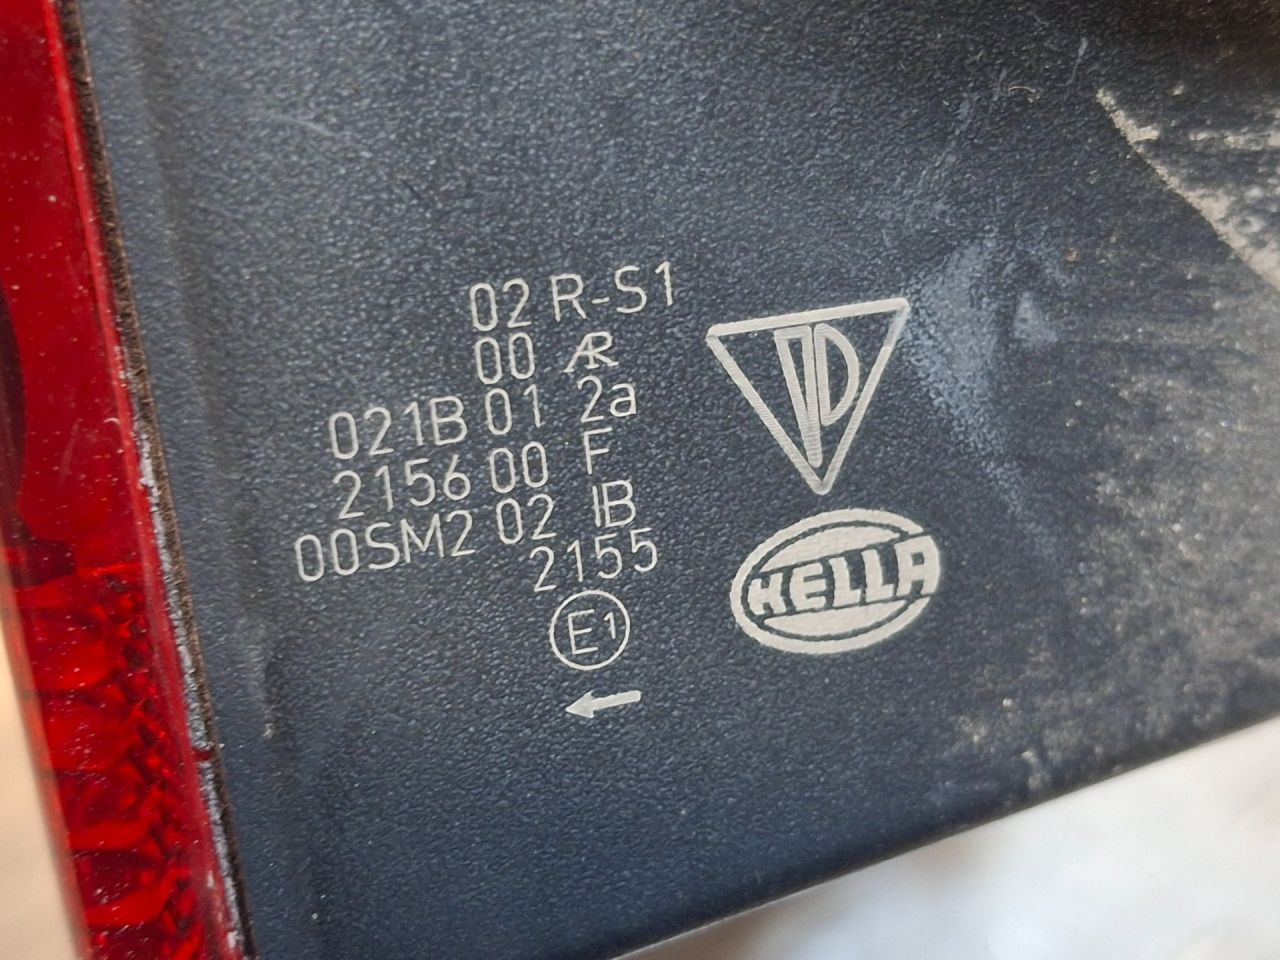 02 R-S1
00 AR
021B 01 2a
2156 00 F
00SM2 02 IB
2155
E1
HELLA